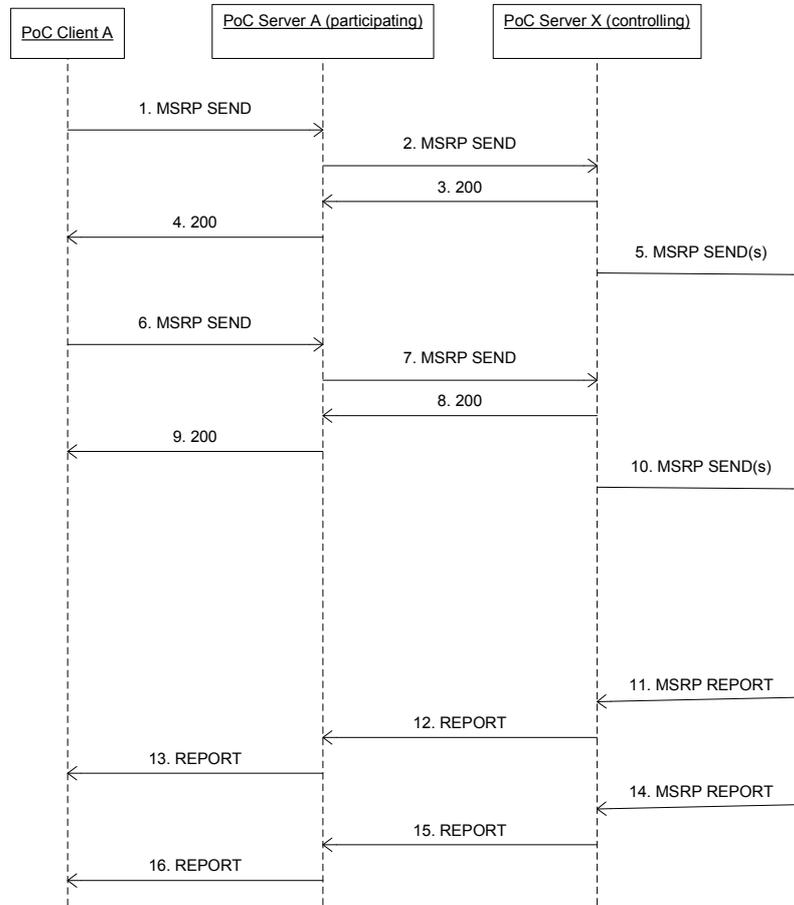 PoC Client A
PoC Server A (participating)
PoC Server X (controlling)
1. MSRP SEND
2. MSRP SEND
3. 200
4. 200
5. MSRP SEND(s)
6. MSRP SEND
7. MSRP SEND
8. 200
9. 200
10. MSRP SEND(s)
11. MSRP REPORT
12. REPORT
13. REPORT
14. MSRP REPORT
15. REPORT
16. REPORT